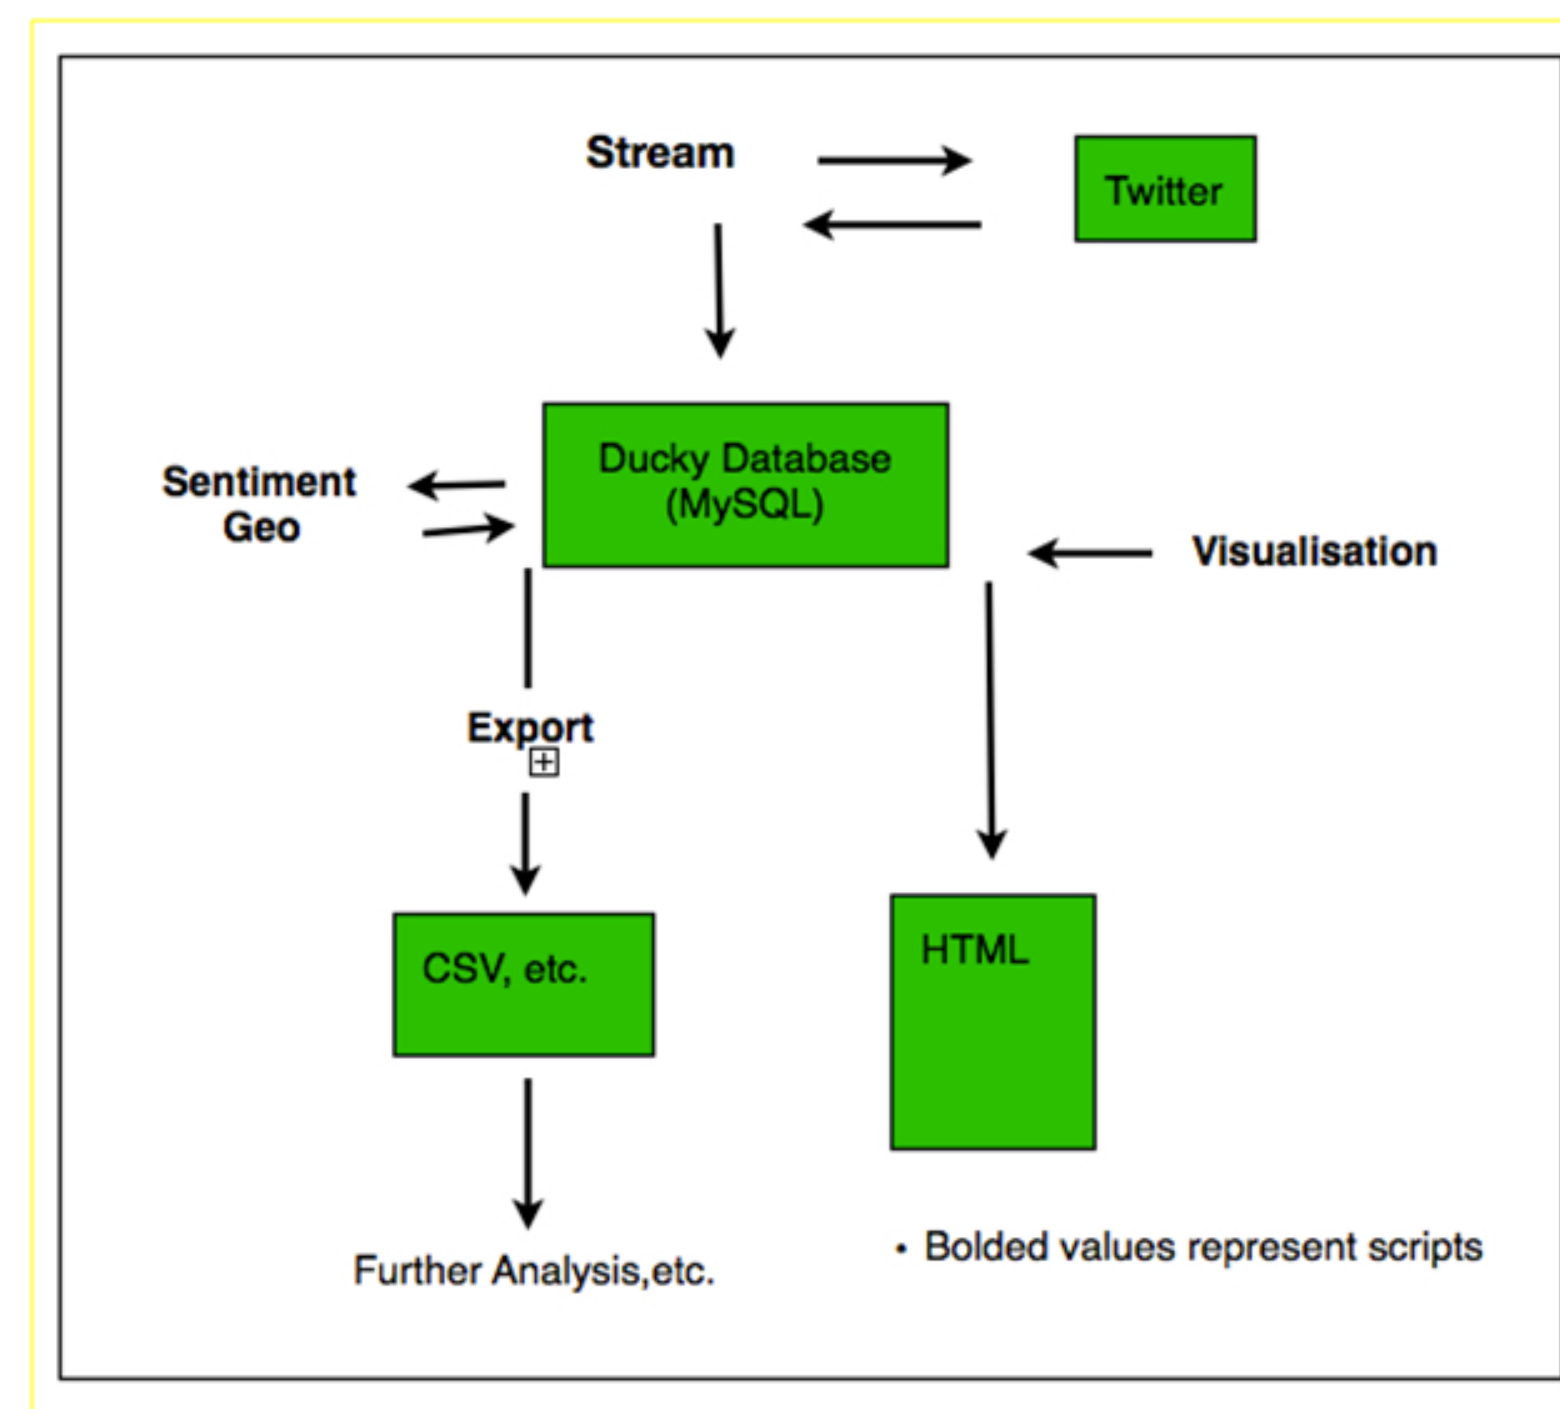 Stream
Twitter
Ducky Database
(MySQL)
Sentiment
Geo
Visualisation
Export
CSV, etc.
HTML
• Bolded values represent scripts
Further Analysis,etc.